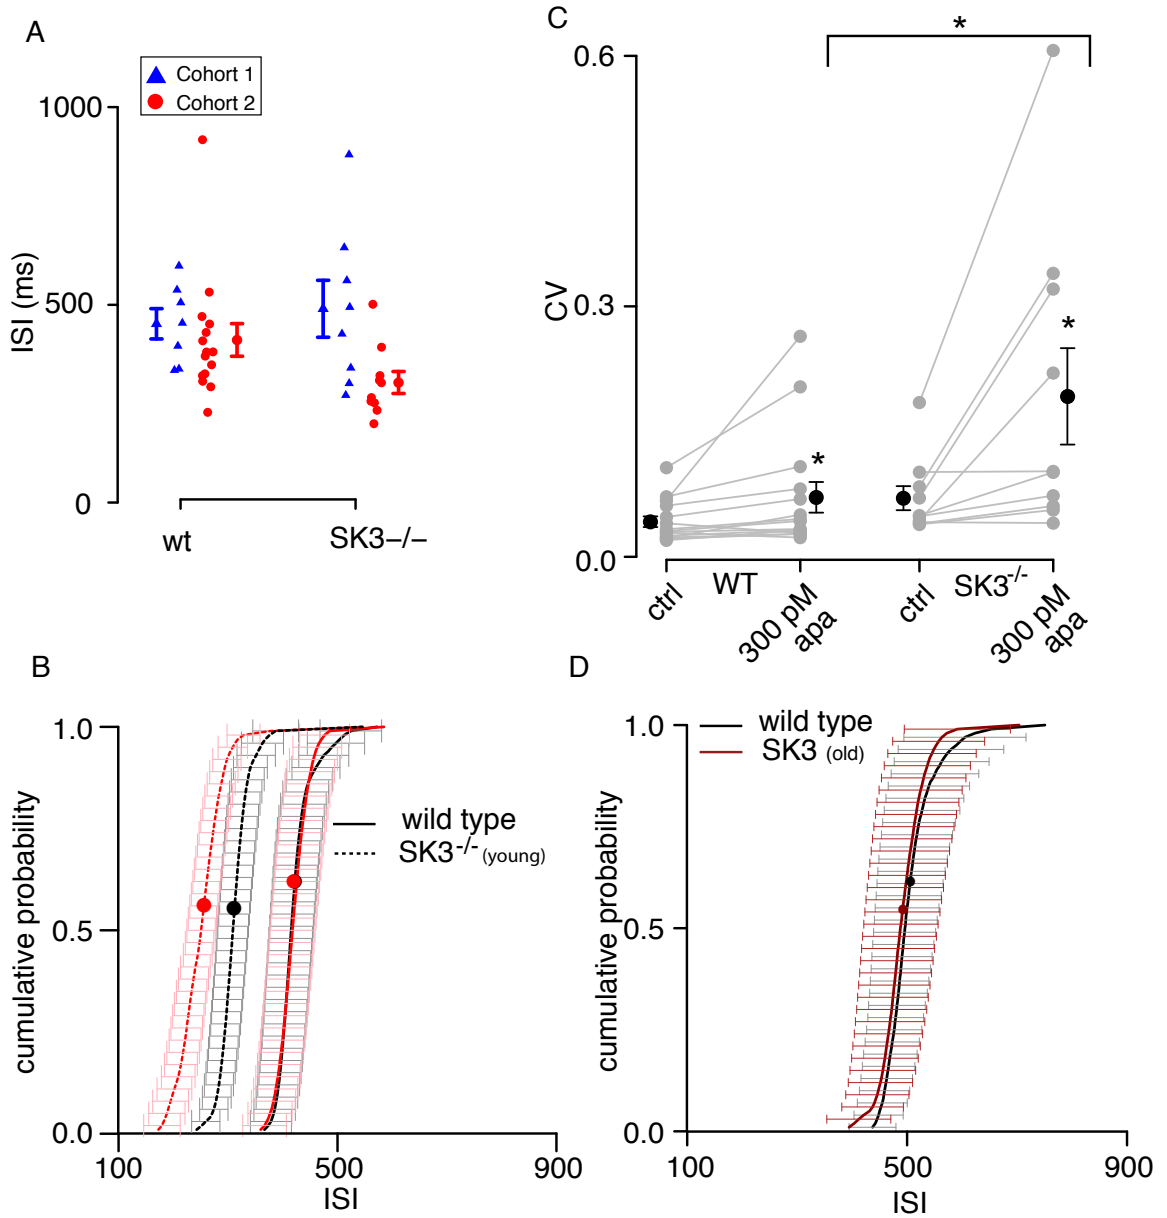 A
Cohort 1
Cohort 2
1000
500
0
ISI (ms)
wt
SK3–/–
C
*
0.6
0.3
0.0
CV
*
*
ctrl
WT
300 pM
apa
ctrl
SK3-/-
300 pM
apa
B
1.0
0.5
0.0
cumulative probability
wild type
SK3-/- (young)
100
500
900
ISI
D
1.0
0.5
0.0
cumulative probability
wild type
SK3 (old)
100
500
900
ISI